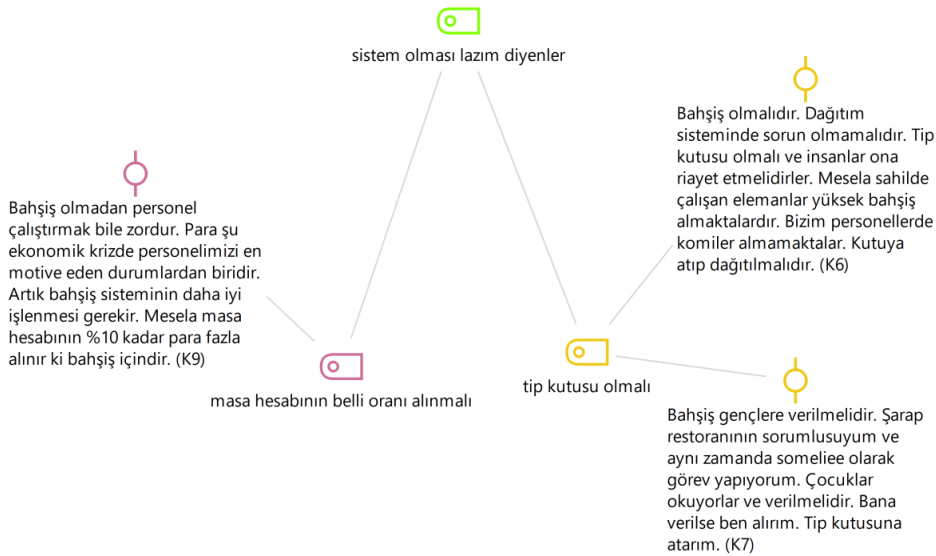 sistem olması lazım diyenler
Bahşiş olmalıdır. Dağıtım
sisteminde sorun olmamalıdır. Tip
kutusu olmalı ve insanlar ona
riayet etmelidirler. Mesela sahilde
çalışan elemanlar yüksek bahşiş
almaktalardır. Bizim personellerde
komiler almamaktalar. Kutuya
atıp dağıtılmalıdır. (K6)
Bahşiş olmadan personel
çalıştırmak bile zordur. Para şu
ekonomik krizde personelimizi en
motive eden durumlardan biridir.
Artık bahşiş sisteminin daha iyi
işlenmesi gerekir. Mesela masa
hesabının %10 kadar para fazla
alınır ki bahşiş içindir. (K9)
masa hesabının belli oranı alınmalı
tip kutusu olmalı
Bahşiş gençlere verilmelidir. Şarap
restoranının sorumlusuyum ve
aynı zamanda someliee olarak
görev yapıyorum. Çocuklar
okuyorlar ve verilmelidir. Bana
verilse ben alırım. Tip kutusuna
atarım. (K7)